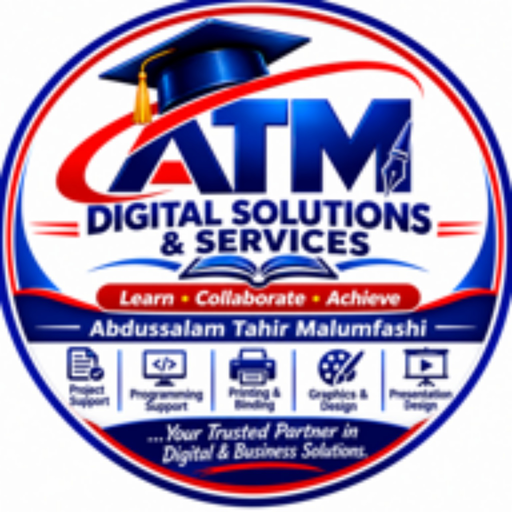 ATM
DIGITAL SOLUTIONS
& SERVICES
Learn • Collaborate • Achieve
Abdussalam Tahir Malumfashi
</>
Project
Support
Programming
Support
Printing &
Binding
Graphics &
Design
Presentation
Design
...Your Trusted Partner in
Digital & Business Solutions.